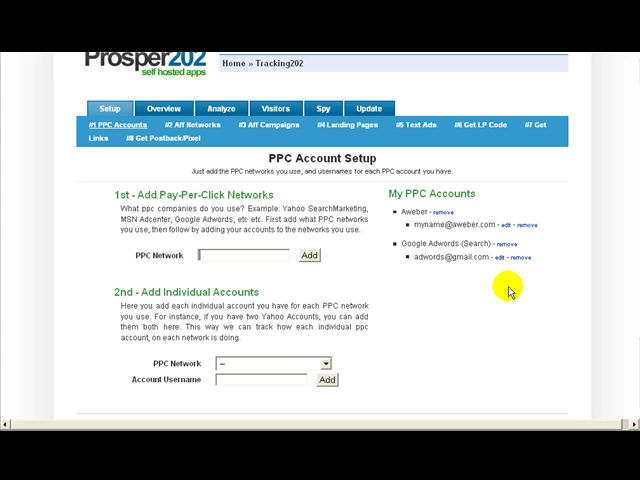 Prosper202
self hosted apps
Home » Tracking202
Setup Overview Analyze Visitors Spy Update
#1 PPC Accounts #2 Aff Networks #3 Aff Campaigns #4 Landing Pages #5 Text Ads #6 Get LP Code #7 Get
Links #8 Get Postback/Pixel
PPC Account Setup
Just add the PPC networks you use, and usernames for each PPC account you have.
1st - Add Pay-Per-Click Networks
What ppc companies do you use? Example: Yahoo SearchMarketing,
MSN Adcenter, Google Adwords, etc etc. First add what PPC networks
you use, then follow by adding your accounts to the networks you use.
PPC Network Add
2nd - Add Individual Accounts
Here you add each individual account you have for each PPC network
you use. For instance, if you have two Yahoo Accounts, you can add
them both here. This way we can track how each individual ppc
account, on each network is doing.
PPC Network --
Account Username Add
My PPC Accounts
Aweber - remove
myname@aweber.com - edit - remove
Google Adwords (Search) - remove
adwords@gmail.com - edit - remove